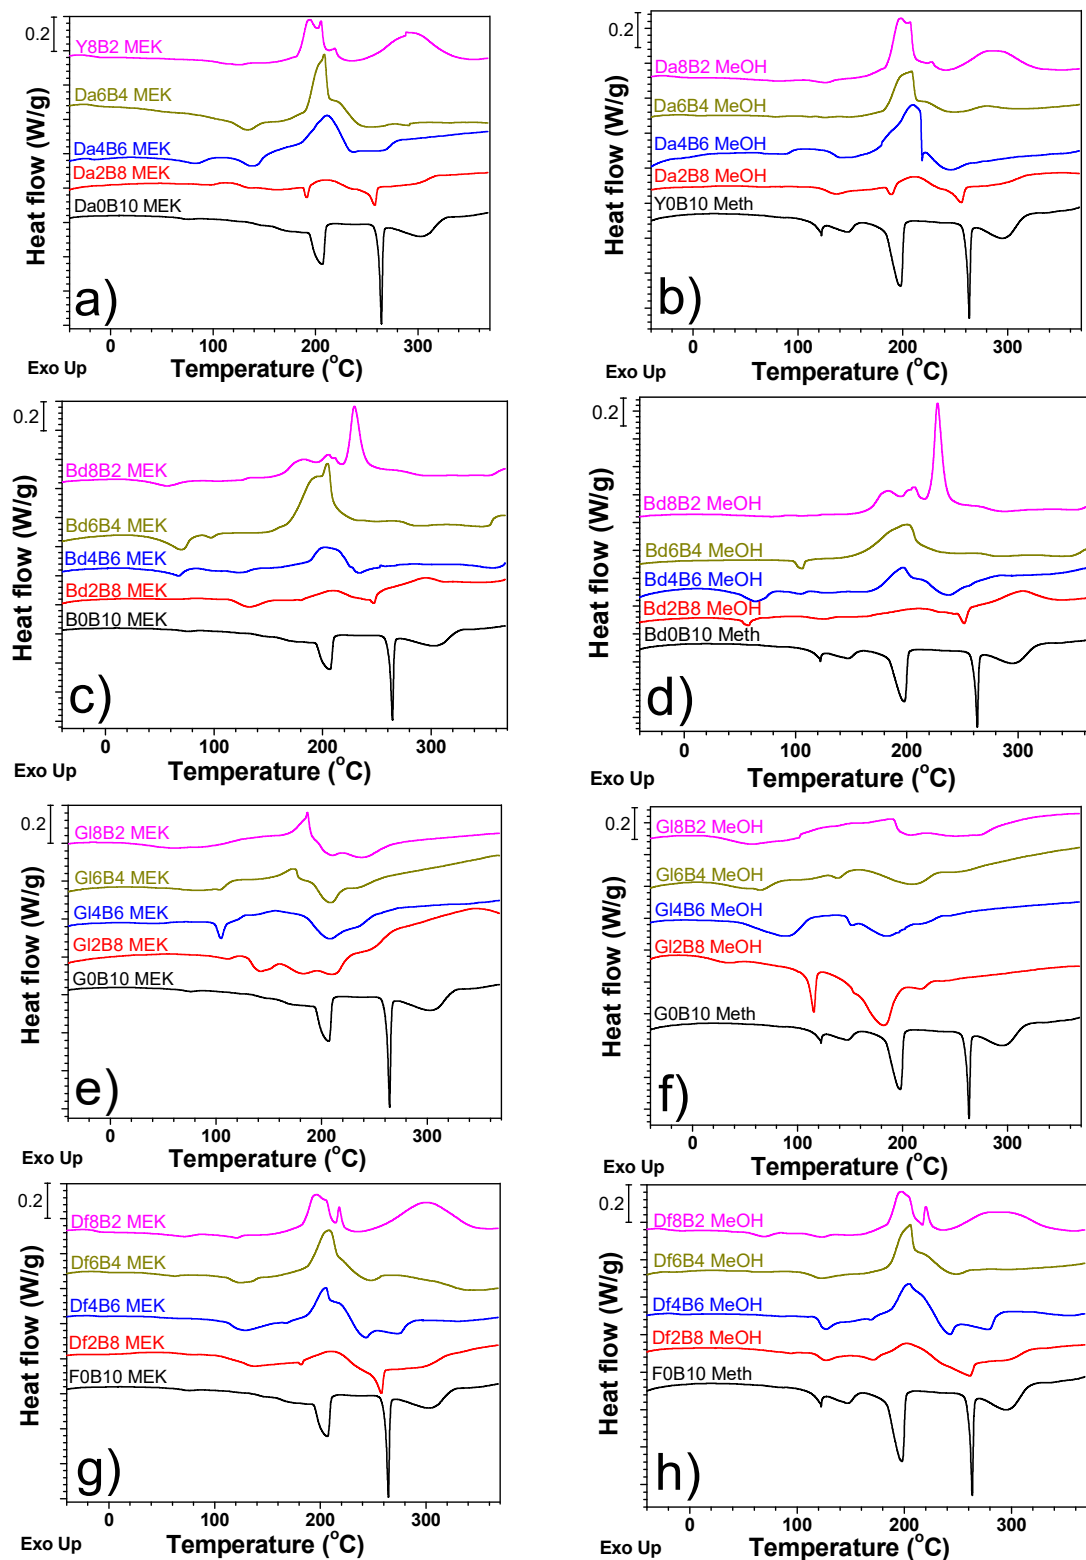 0.2
Y8B2 MEK
Da6B4 MEK
Da4B6 MEK
Da2B8 MEK
Da0B10 MEK
Heat flow (W/g)
a)
0 100 200 300
Exo Up
Temperature (°C)
0.2
Da8B2 MeOH
Da6B4 MeOH
Da4B6 MeOH
Da2B8 MeOH
Y0B10 Meth
Heat flow (W/g)
b)
0 100 200 300
Exo Up
Temperature (°C)
0.2
Bd8B2 MEK
Bd6B4 MEK
Bd4B6 MEK
Bd2B8 MEK
B0B10 MEK
Heat flow (W/g)
c)
0 100 200 300
Exo Up
Temperature (°C)
0.2
Bd8B2 MeOH
Bd6B4 MeOH
Bd4B6 MeOH
Bd2B8 MeOH
Bd0B10 Meth
Heat flow (W/g)
d)
0 100 200 300
Exo Up
Temperature (°C)
0.2
Gl8B2 MEK
Gl6B4 MEK
Gl4B6 MEK
Gl2B8 MEK
G0B10 MEK
Heat flow (W/g)
e)
0 100 200 300
Exo Up
Temperature (°C)
0.2
Gl8B2 MeOH
Gl6B4 MeOH
Gl4B6 MeOH
Gl2B8 MeOH
G0B10 Meth
Heat flow (W/g)
f)
0 100 200 300
Exo Up
Temperature (°C)
0.2
Df8B2 MEK
Df6B4 MEK
Df4B6 MEK
Df2B8 MEK
F0B10 MEK
Heat flow (W/g)
g)
0 100 200 300
Exo Up
Temperature (°C)
0.2
Df8B2 MeOH
Df6B4 MeOH
Df4B6 MeOH
Df2B8 MeOH
F0B10 Meth
Heat flow (W/g)
h)
0 100 200 300
Exo Up
Temperature (°C)